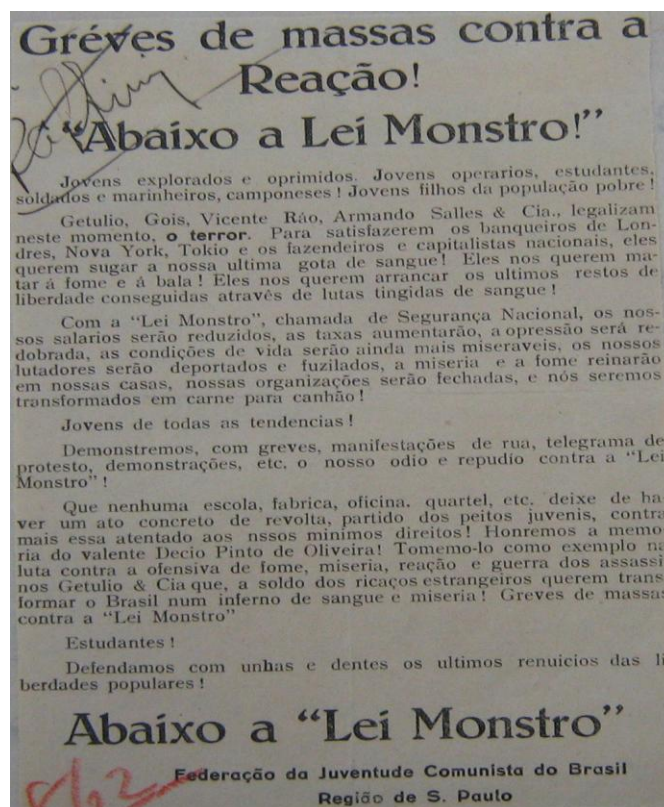 Gréves de massas contra a
Reação!
"Abaixo a Lei Monstro!"
Jovens explorados e oprimidos. Jovens operarios, estudantes,
soldados e marinheiros, camponeses! Jovens filhos da população pobre!
Getulio, Gois, Vicente Ráo, Armando Salles & Cia., legalizam
neste momento, o terror. Para satisfazerem os banqueiros de Lon-
dres, Nova York, Tokio e os fazendeiros e capitalistas nacionais, eles
querem sugar a nossa ultima gota de sangue! Eles nos querem ma-
tar á fome e á bala! Eles nos querem arrancar os ultimos restos de
liberdade conseguidas através de lutas tingidas de sangue!
Com a "Lei Monstro", chamada de Segurança Nacional, os nos-
sos salarios serão reduzidos, as taxas aumentarão, a opressão será re-
dobrada, as condições de vida serão ainda mais miseraveis, os nossos
lutadores serão deportados e fuzilados, a miseria e a fome reinarão
em nossas casas, nossas organizações serão fechadas, e nós seremos
transformados em carne para canhão!
Jovens de todas as tendencias!
Demonstremos, com greves, manifestações de rua, telegrama de
protesto, demonstrações, etc. o nosso odio e repudio contra a "Lei
Monstro"!
Que nenhuma escola, fabrica, oficina. quartel, etc. deixe de ha-
ver um ato concreto de revolta, partido dos peitos juvenis, contra
mais essa atentado aos nssos minimos direitos! Honremos a memo-
ria do valente Decio Pinto de Oliveira! Tomemo-lo como exemplo na
luta contra a ofensiva de fome, miseria, reação e guerra dos assassi
nos Getulio & Cia que, a soldo dos ricaços estrangeiros querem trans
formar o Brasil num inferno de sangue e miseria! Greves de massas
contra a "Lei Monstro"
Estudantes!
Defendamos com unhas e dentes os ultimos renuicios das li
berdades populares!
Abaixo a "Lei Monstro"
Federação da Juventude Comunista do Brasil
Região de S. Paulo